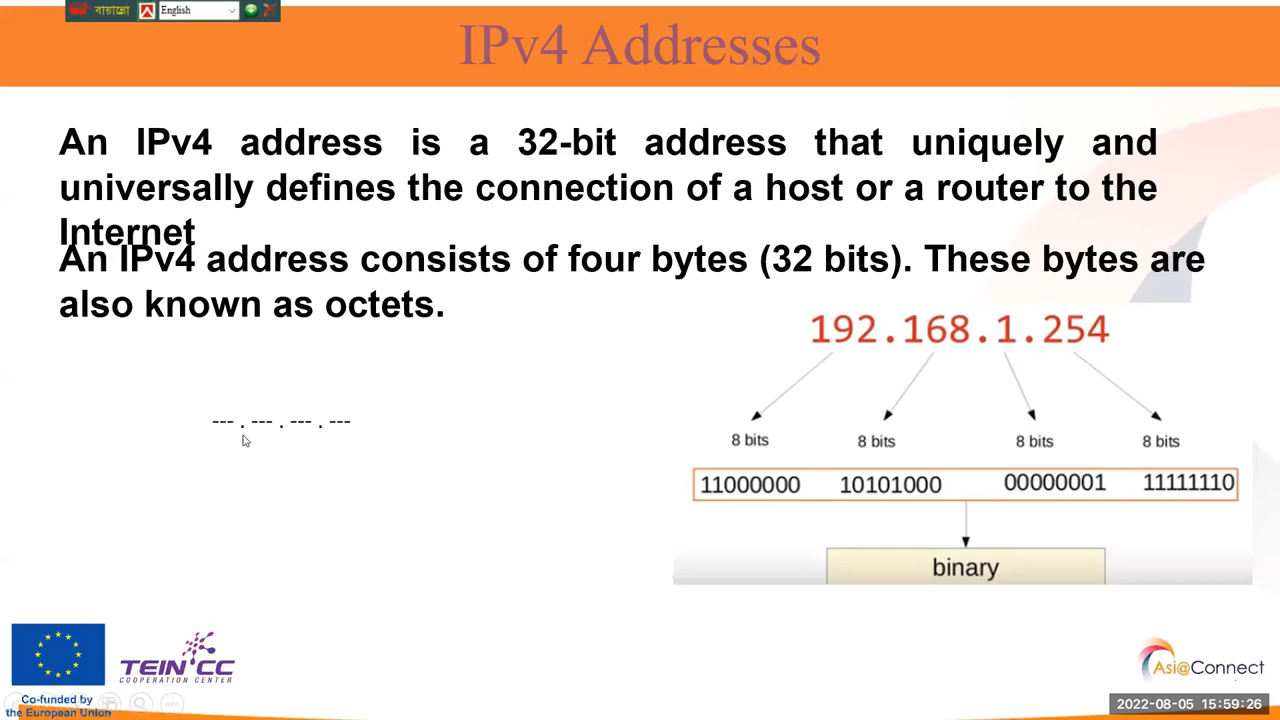 বায়ান্নো English
IPv4 Addresses
An IPv4 address is a 32-bit address that uniquely and
universally defines the connection of a host or a router to the
Internet
An IPv4 address consists of four bytes (32 bits). These bytes are
also known as octets.
192.168.1.254
--- . --- . --- . ---
8 bits 8 bits 8 bits 8 bits
11000000 10101000 00000001 11111110
binary
TEIN CC
COOPERATION CENTER
Asi@Connect
Co-funded by
the European Union
2022-08-05 15:59:26